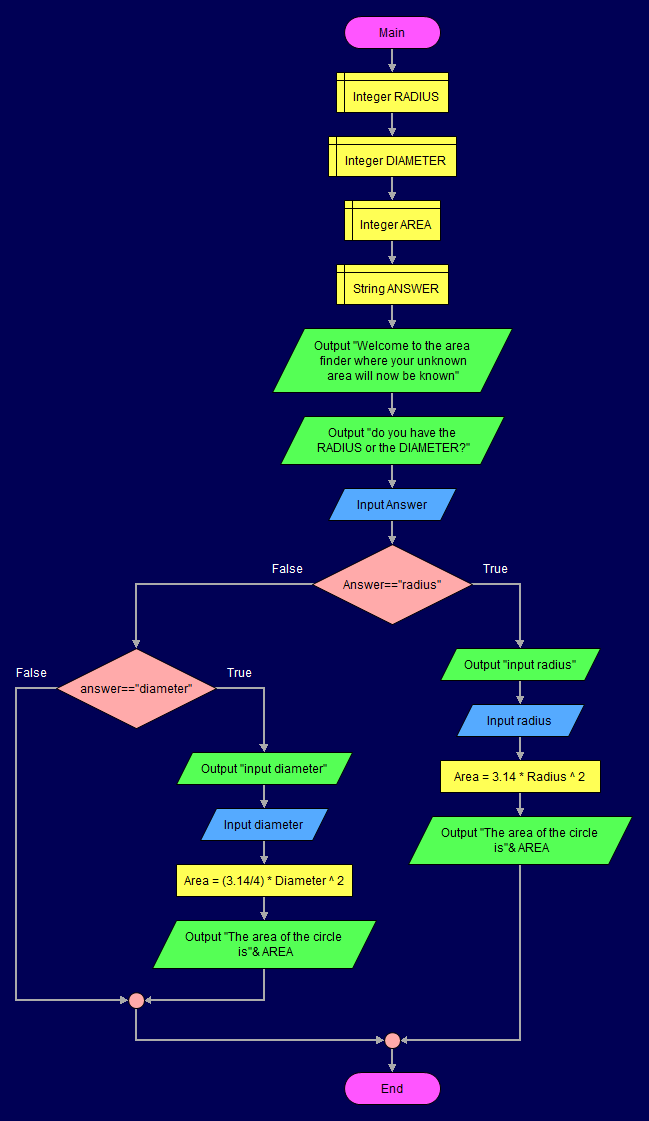 Main
Integer RADIUS
Integer DIAMETER
Integer AREA
String ANSWER
Output "Welcome to the area
finder where your unknown
area will now be known"
Output "do you have the
RADIUS or the DIAMETER?"
Input Answer
Answer=="radius"
False
True
answer=="diameter"
False
True
Output "input diameter"
Input diameter
Area = (3.14/4) * Diameter ^ 2
Output "The area of the circle
is"& AREA
Output "input radius"
Input radius
Area = 3.14 * Radius ^ 2
Output "The area of the circle
is"& AREA
End